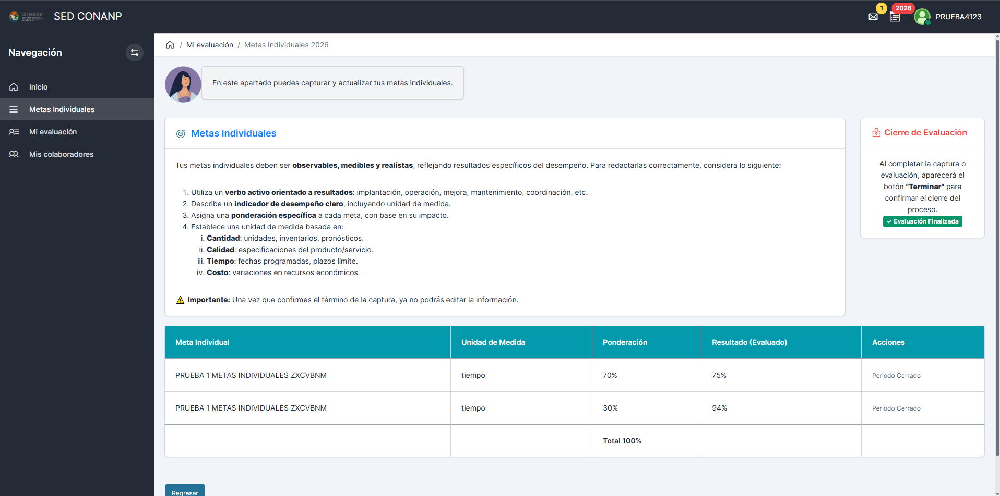 CONANP
SED CONANP
1
2026
PRUEBA4123
Navegación
Inicio
Metas Individuales
Mi evaluación
Mis colaboradores
/ Mi evaluación / Metas Individuales 2026
En este apartado puedes capturar y actualizar tus metas individuales.
Metas Individuales
Tus metas individuales deben ser observables, medibles y realistas, reflejando resultados específicos del desempeño. Para redactarlas correctamente, considera lo siguiente:
1. Utiliza un verbo activo orientado a resultados: implantación, operación, mejora, mantenimiento, coordinación, etc.
2. Describe un indicador de desempeño claro, incluyendo unidad de medida.
3. Asigna una ponderación específica a cada meta, con base en su impacto.
4. Establece una unidad de medida basada en:
i. Cantidad: unidades, inventarios, pronósticos.
ii. Calidad: especificaciones del producto/servicio.
iii. Tiempo: fechas programadas, plazos límite.
iv. Costo: variaciones en recursos económicos.
Importante: Una vez que confirmes el término de la captura, ya no podrás editar la información.
Cierre de Evaluación
Al completar la captura o
evaluación, aparecerá el
botón "Terminar" para
confirmar el cierre del
proceso.
✓ Evaluación Finalizada
Meta Individual Unidad de Medida Ponderación Resultado (Evaluado) Acciones
PRUEBA 1 METAS INDIVIDUALES ZXCVBNM tiempo 70% 75% Periodo Cerrado
PRUEBA 1 METAS INDIVIDUALES ZXCVBNM tiempo 30% 94% Periodo Cerrado
Total 100%
Regresar